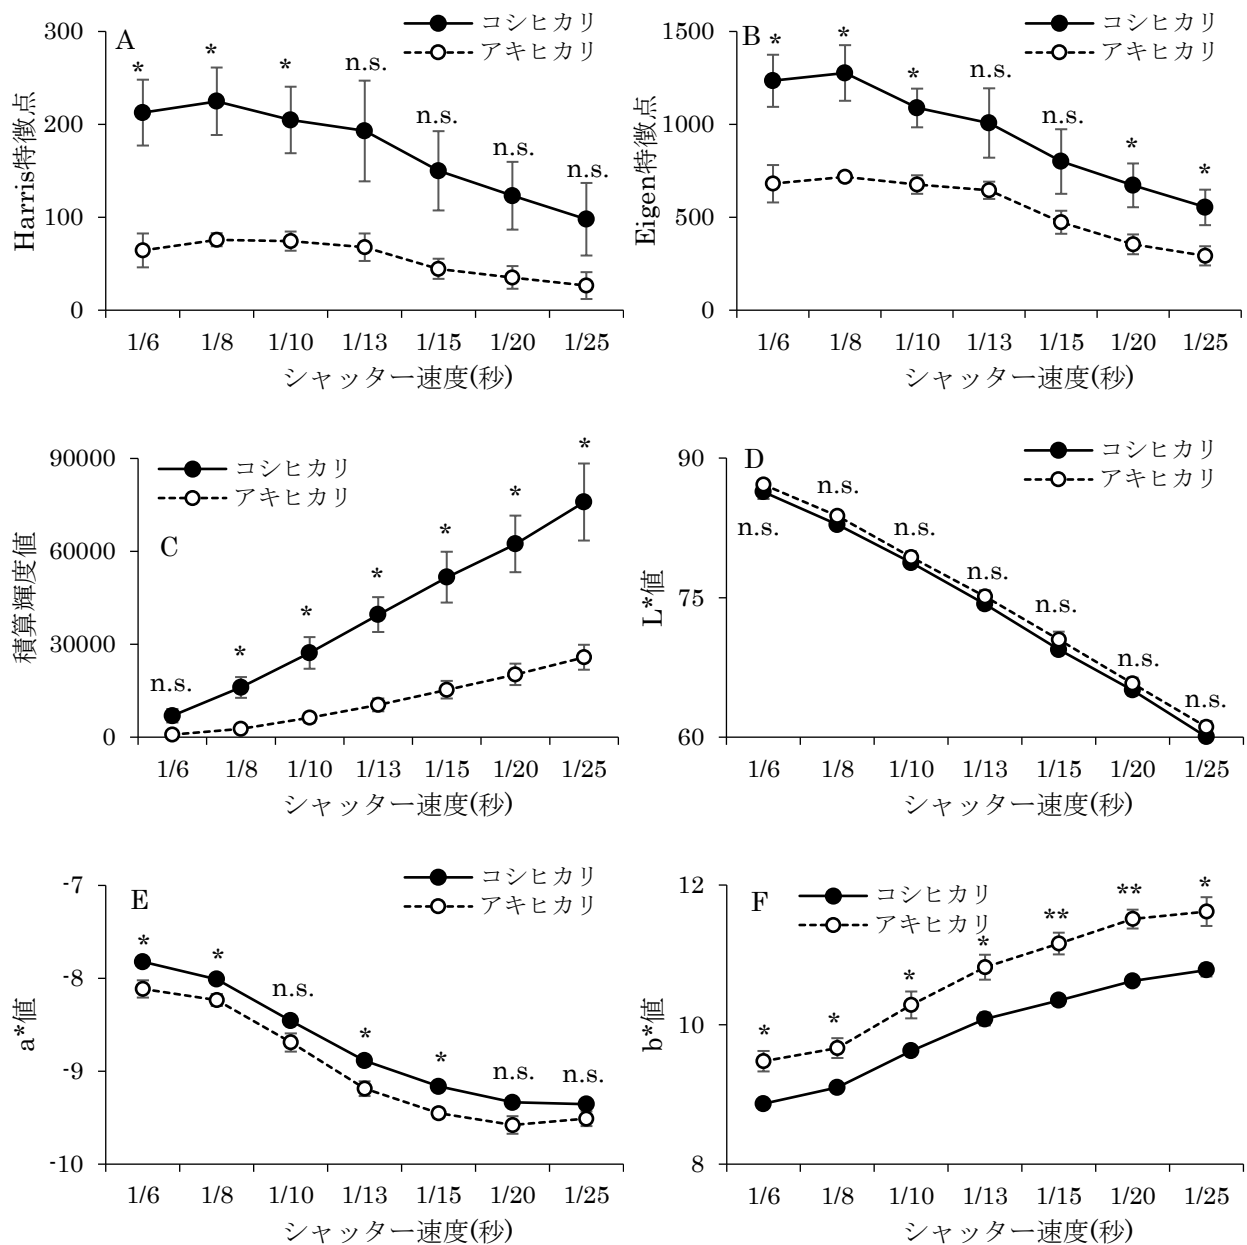 A
コシヒカリ
アキヒカリ
300
200
100
0
Harris特徴点
*
*
*
n.s.
n.s.
n.s.
n.s.
1/6 1/8 1/10 1/13 1/15 1/20 1/25
シャッター速度(秒)
B
コシヒカリ
アキヒカリ
1500
1000
500
0
Eigen特徴点
*
*
*
n.s.
n.s.
*
*
1/6 1/8 1/10 1/13 1/15 1/20 1/25
シャッター速度(秒)
C
コシヒカリ
アキヒカリ
90000
60000
30000
0
積算輝度値
n.s.
*
*
*
*
*
*
1/6 1/8 1/10 1/13 1/15 1/20 1/25
シャッター速度(秒)
D
コシヒカリ
アキヒカリ
90
75
60
L*値
n.s.
n.s.
n.s.
n.s.
n.s.
n.s.
n.s.
1/6 1/8 1/10 1/13 1/15 1/20 1/25
シャッター速度(秒)
E
コシヒカリ
アキヒカリ
-7
-8
-9
-10
a*値
*
*
n.s.
*
*
n.s.
n.s.
1/6 1/8 1/10 1/13 1/15 1/20 1/25
シャッター速度(秒)
F
コシヒカリ
アキヒカリ
12
10
8
b*値
*
*
*
*
**
**
*
1/6 1/8 1/10 1/13 1/15 1/20 1/25
シャッター速度(秒)